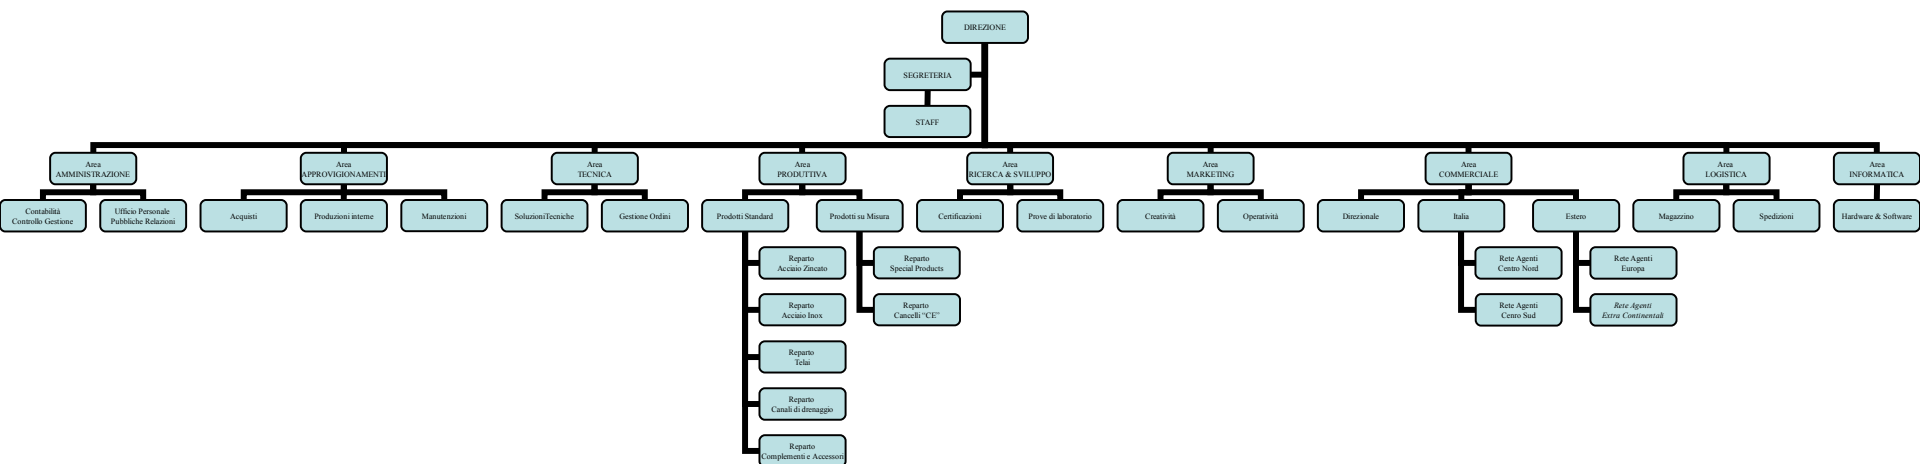 DIREZIONE
SEGRETERIA
STAFF
Area
AMMINISTRAZIONE
Area
APPROVIGIONAMENTI
Area
TECNICA
Area
PRODUTTIVA
Area
RICERCA & SVILUPPO
Area
MARKETING
Area
COMMERCIALE
Area
LOGISTICA
Area
INFORMATICA
Contabilità
Controllo Gestione
Ufficio Personale
Pubbliche Relazioni
Acquisti
Produzioni interne
Manutenzioni
SoluzioniTecniche
Gestione Ordini
Prodotti Standard
Prodotti su Misura
Certificazioni
Prove di laboratorio
Creatività
Operatività
Direzionale
Italia
Estero
Magazzino
Spedizioni
Hardware & Software
Reparto
Acciaio Zincato
Reparto
Special Products
Rete Agenti
Centro Nord
Rete Agenti
Europa
Reparto
Acciaio Inox
Reparto
Cancelli “CE”
Rete Agenti
Cenro Sud
Rete Agenti
Extra Continentali
Reparto
Telai
Reparto
Canali di drenaggio
Reparto
Complementi e Accessori